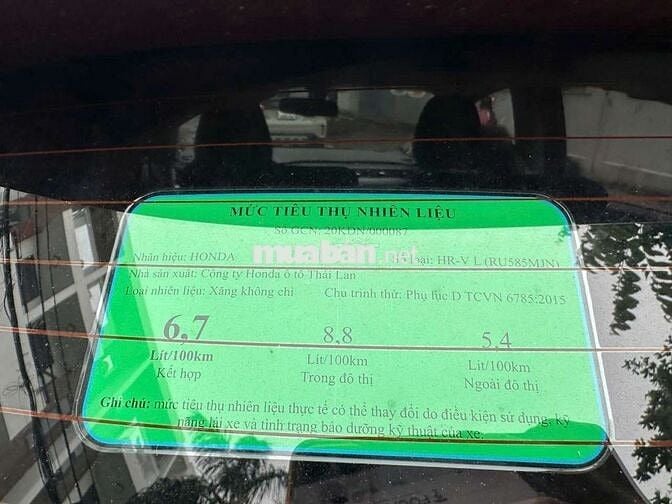 MỨC TIÊU THỤ NHIÊN LIỆU
Số GCN: 20KDN/000087
Nhãn hiệu: HONDA
loại: HR-V L (RU585MJN)
muaban.net
Nhà sản xuất: Công ty Honda ô tô Thái Lan
Loại nhiên liệu: Xăng không chì Chu trình thử: Phụ lục D TCVN 6785:2015
6,7 8,8 5,4
Lít/100km Lít/100km Lít/100km
Kết hợp Trong đô thị Ngoài đô thị
Ghi chú: mức tiêu thụ nhiên liệu thực tế có thể thay đổi do điều kiện sử dụng, kỹ
năng lái xe và tình trạng bảo dưỡng kỹ thuật của xe.